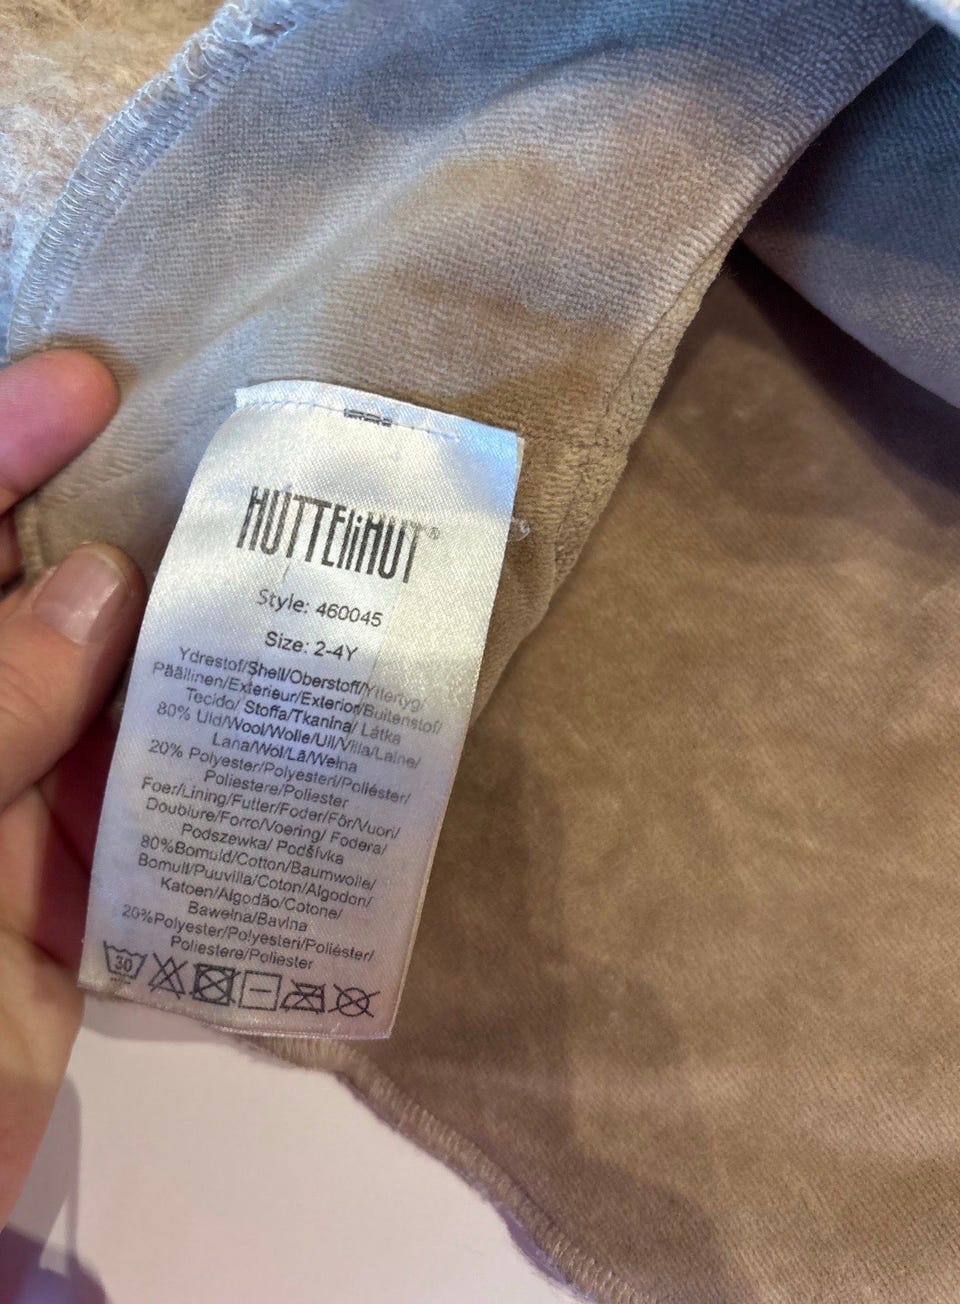 HUTTELiHUT®
Style: 460045
Size: 2-4Y
Ydrestof/Shell/Oberstoff/Yttertyg/
Päällinen/Exterieur/Exterior/Buitenstof/
Tecido/ Stoffa/Tkanina/ Látka
80% Uld/Wool/Wolle/Ull/Villa/Laine/
Lana/Wol/Lã/Wełna
20% Polyester/Polyesteri/Poliéster/
Poliestere/Poliester
Foer/Lining/Futter/Foder/Fôr/Vuori/
Doublure/Forro/Voering/ Fodera/
Podszewka/ Podšívka
80%Bomuld/Cotton/Baumwolle/
Bomull/Puuvilla/Coton/Algodon/
Katoen/Algodão/Cotone/
Bawełna/Bavlna
20%Polyester/Polyesteri/Poliéster/
Poliestere/Poliester
30